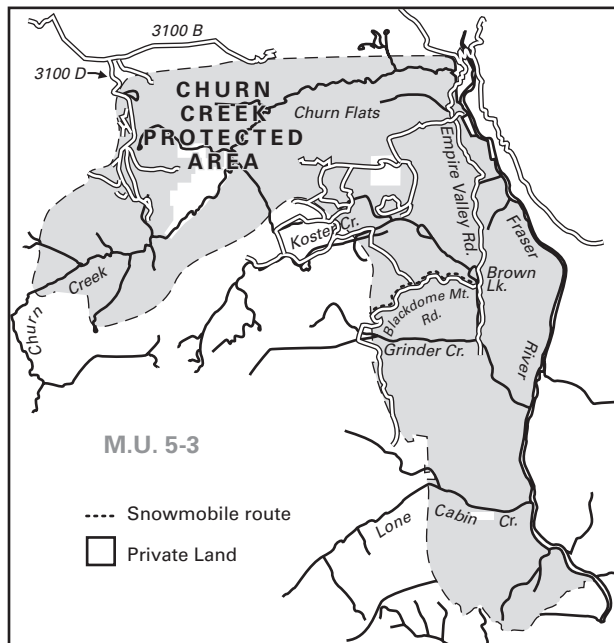 3100 B
3100 D
CHURN
CREEK
PROTECTED
AREA
Churn Flats
Empire Valley Rd.
Fraser
River
Koster Cr.
Brown
Lk.
Blackdome Mt.
Rd.
Grinder Cr.
Churn
Creek
M.U. 5-3
Snowmobile route
Private Land
Lone
Cabin
Cr.